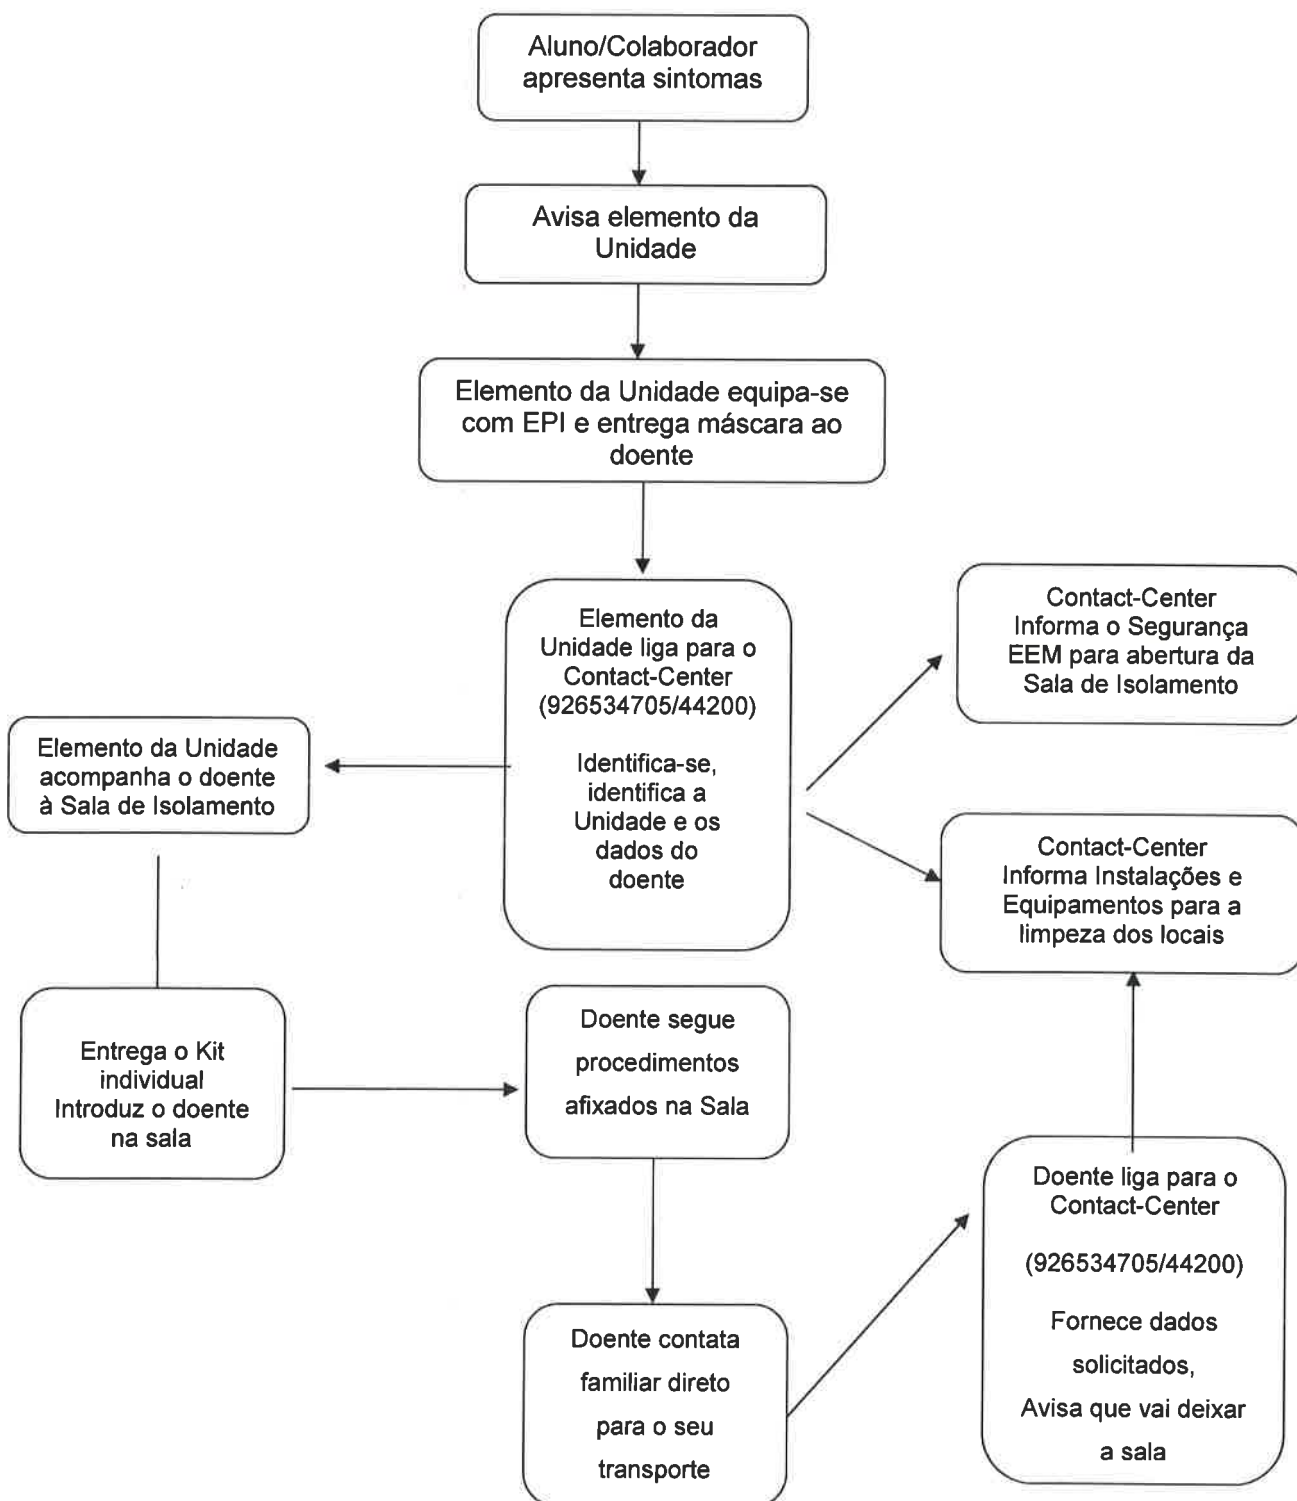 Aluno/Colaborador
apresenta sintomas
Avisa elemento da
Unidade
Elemento da Unidade equipa-se
com EPI e entrega máscara ao
doente
Elemento da
Unidade liga para o
Contact-Center
(926534705/44200)
Identifica-se,
identifica a
Unidade e os
dados do
doente
Contact-Center
Informa o Segurança
EEM para abertura da
Sala de Isolamento
Contact-Center
Informa Instalações e
Equipamentos para a
limpeza dos locais
Elemento da Unidade
acompanha o doente
à Sala de Isolamento
Entrega o Kit
individual
Introduz o doente
na sala
Doente segue
procedimentos
afixados na Sala
Doente contata
familiar direto
para o seu
transporte
Doente liga para o
Contact-Center
(926534705/44200)
Fornece dados
solicitados,
Avisa que vai deixar
a sala